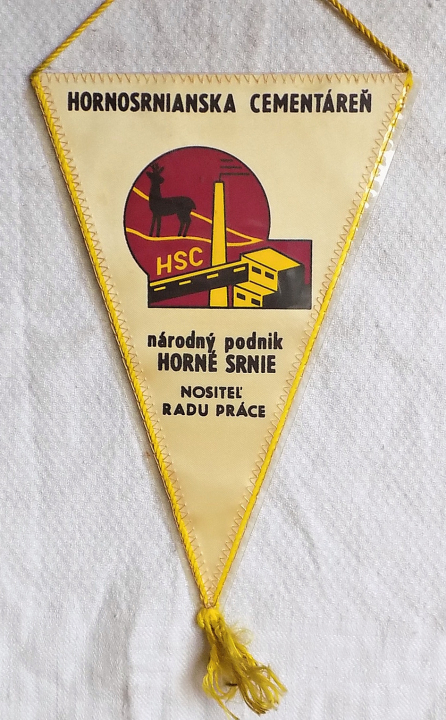 HORNOSRNIANSKA CEMENTÁREŇ
HSC
národný podnik
HORNÉ SRNIE
NOSITEĽ
RADU PRÁCE